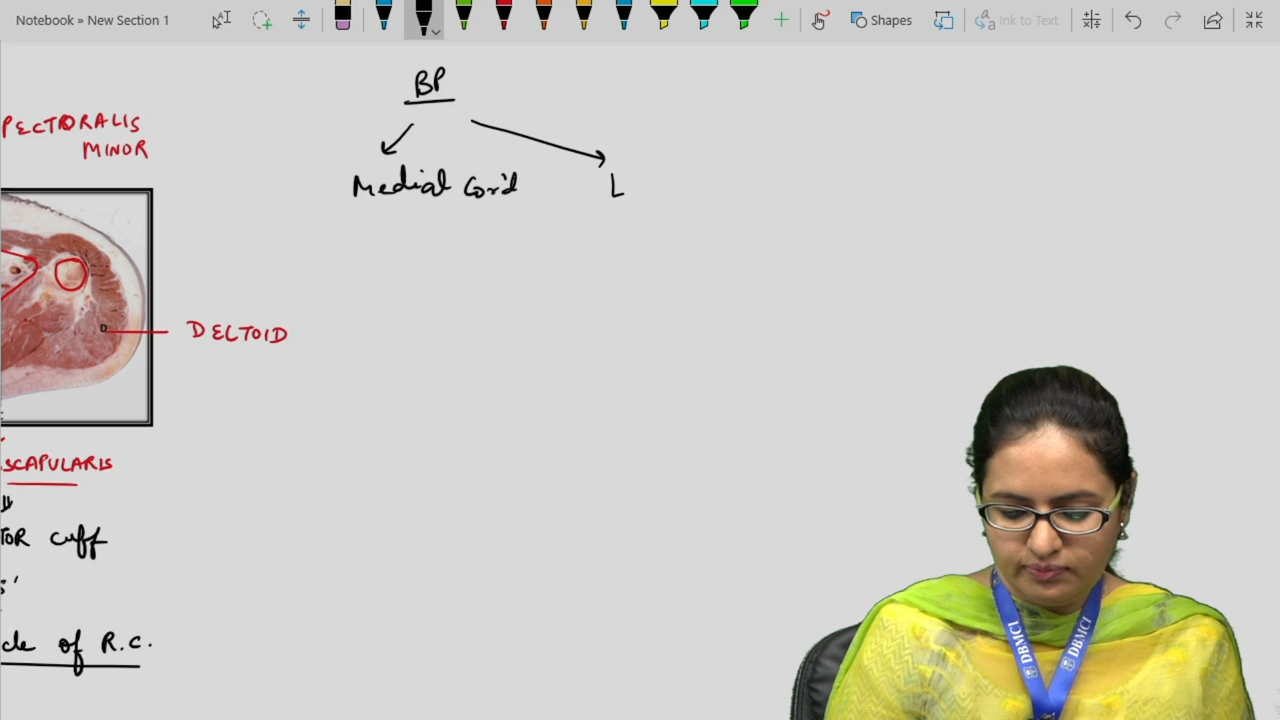 Notebook » New Section 1
Shapes
Ink to Text
BP
PECTORALIS
MINOR
Medial Cord
L
D
DELTOID
SCAPULARIS
TOR cuff
s'
cle of R.C.
DBMCI
DBMCI